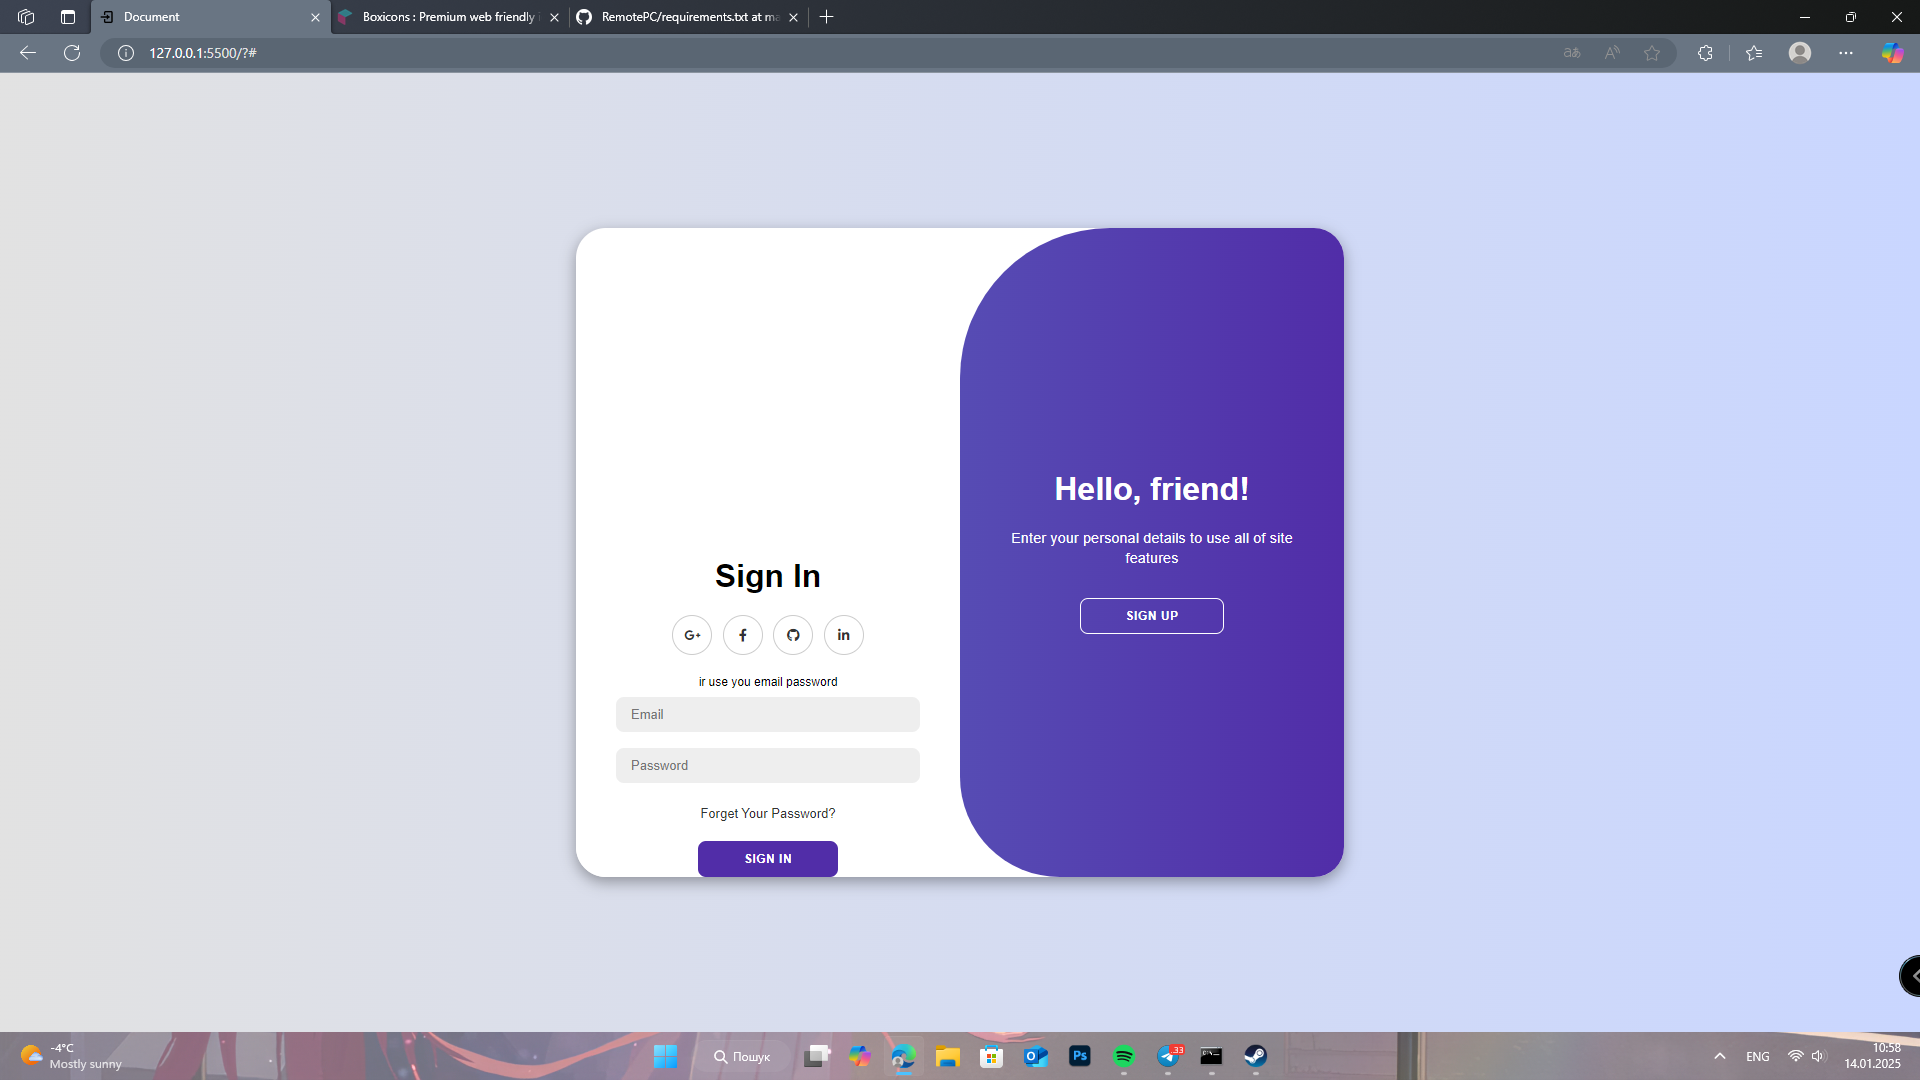 Document
Boxicons : Premium web friendly
RemotePC/requirements.txt at ma
127.0.0.1:5500/?#
Hello, friend!
Enter your personal details to use all of site
features
SIGN UP
Sign In
G+
f
in
ir use you email password
Email
Password
Forget Your Password?
SIGN IN
-4°C
Mostly sunny
Пошук
Ps
33
ENG
10:58
14.01.2025